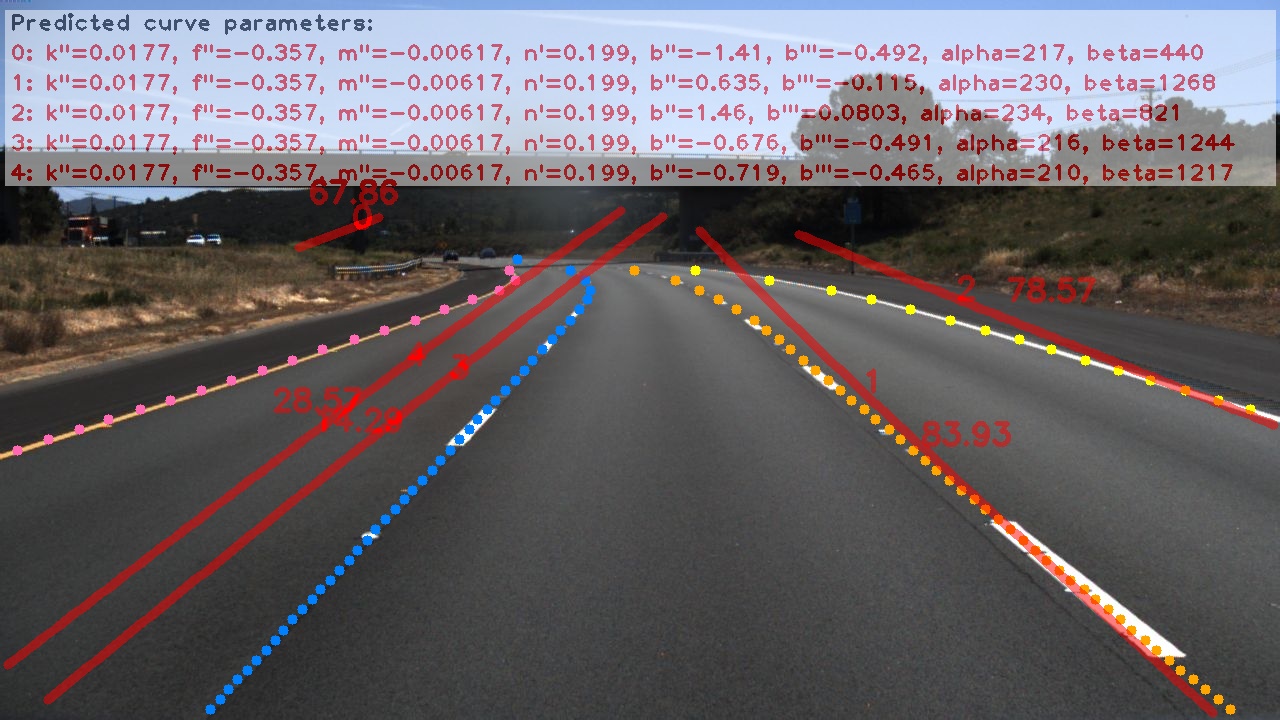 Predicted curve parameters:
0: k''=0.0177, f''=-0.357, m''=-0.00617, n'=0.199, b''=-1.41, b'''=-0.492, alpha=217, beta=440
1: k''=0.0177, f''=-0.357, m''=-0.00617, n'=0.199, b''=0.635, b'''=-0.115, alpha=230, beta=1268
2: k''=0.0177, f''=-0.357, m''=-0.00617, n'=0.199, b''=1.46, b'''=0.0803, alpha=234, beta=821
3: k''=0.0177, f''=-0.357, m''=-0.00617, n'=0.199, b''=-0.676, b'''=-0.491, alpha=216, beta=1244
4: k''=0.0177, f''=-0.357, m''=-0.00617, n'=0.199, b''=-0.719, b'''=-0.465, alpha=210, beta=1217
67.86
0
2 78.57
4
3
1
28.57
83.93